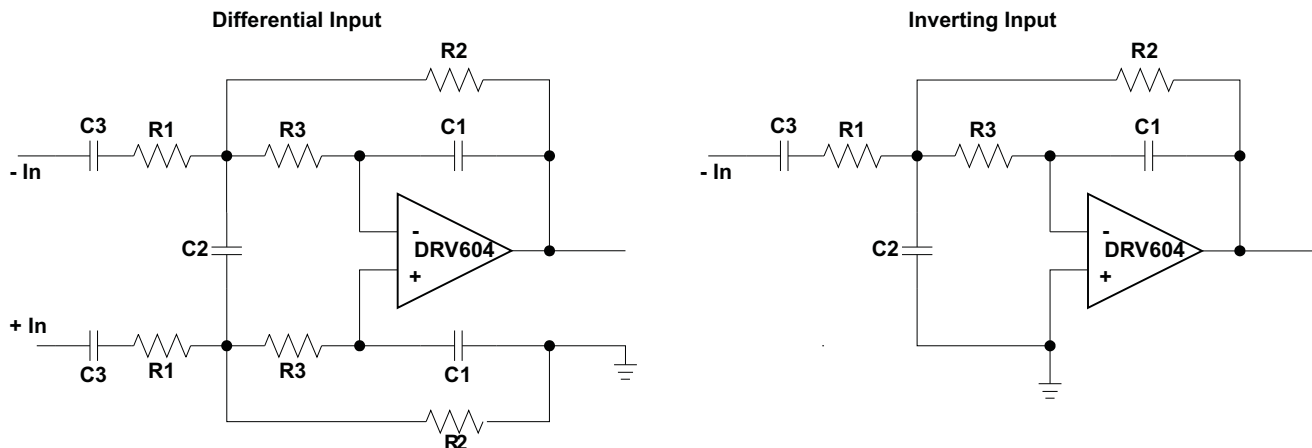 Differential Input
R2
C3
R1
R3
C1
- In
C2
-
DRV604
+
+ In
C3
R1
R3
C1
R2
Inverting Input
R2
C3
R1
R3
C1
- In
C2
-
DRV604
+